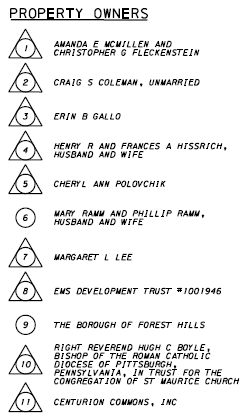 PROPERTY OWNERS
1 AMANDA E MCMILLEN AND
CHRISTOPHER G FLECKENSTEIN
2 CRAIG S COLEMAN, UNMARRIED
3 ERIN B GALLO
4 HENRY R AND FRANCES A HISSRICH,
HUSBAND AND WIFE
5 CHERYL ANN POLOVCHIK
6 MARY RAMM AND PHILLIP RAMM,
HUSBAND AND WIFE
7 MARGARET L LEE
8 EMS DEVELOPMENT TRUST #1001946
9 THE BOROUGH OF FOREST HILLS
10 RIGHT REVEREND HUGH C BOYLE,
BISHOP OF THE ROMAN CATHOLIC
DIOCESE OF PITTSBURGH,
PENNSYLVANIA, IN TRUST FOR THE
CONGREGATION OF ST MAURICE CHURCH
11 CENTURION COMMONS, INC